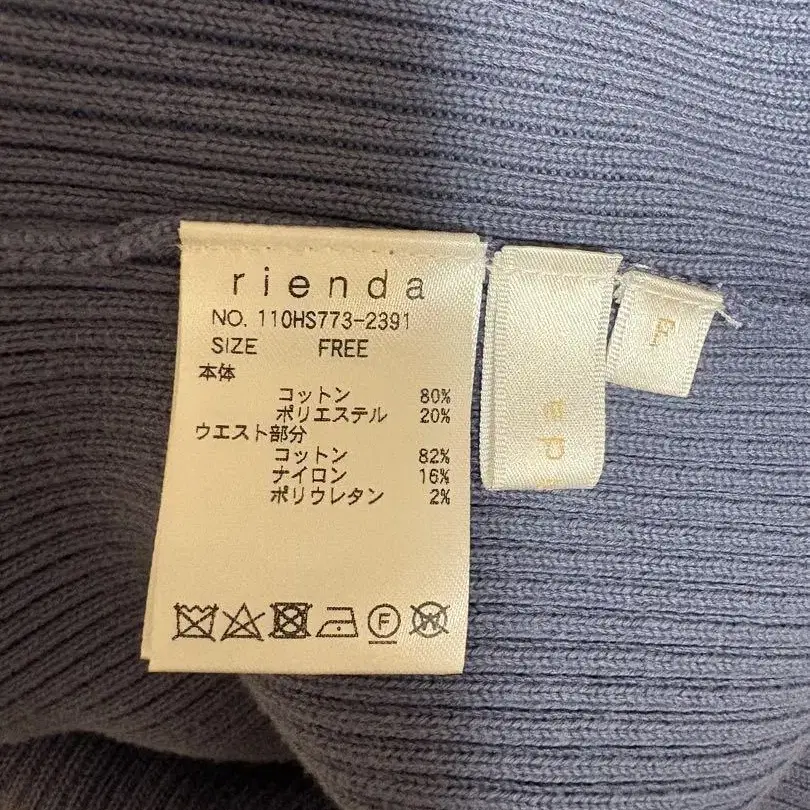 rienda
NO. 110HS773-2391
SIZE FREE
本体
コットン 80%
ポリエステル 20%
ウエスト部分
コットン 82%
ナイロン 16%
ポリウレタン 2%
F
W
F